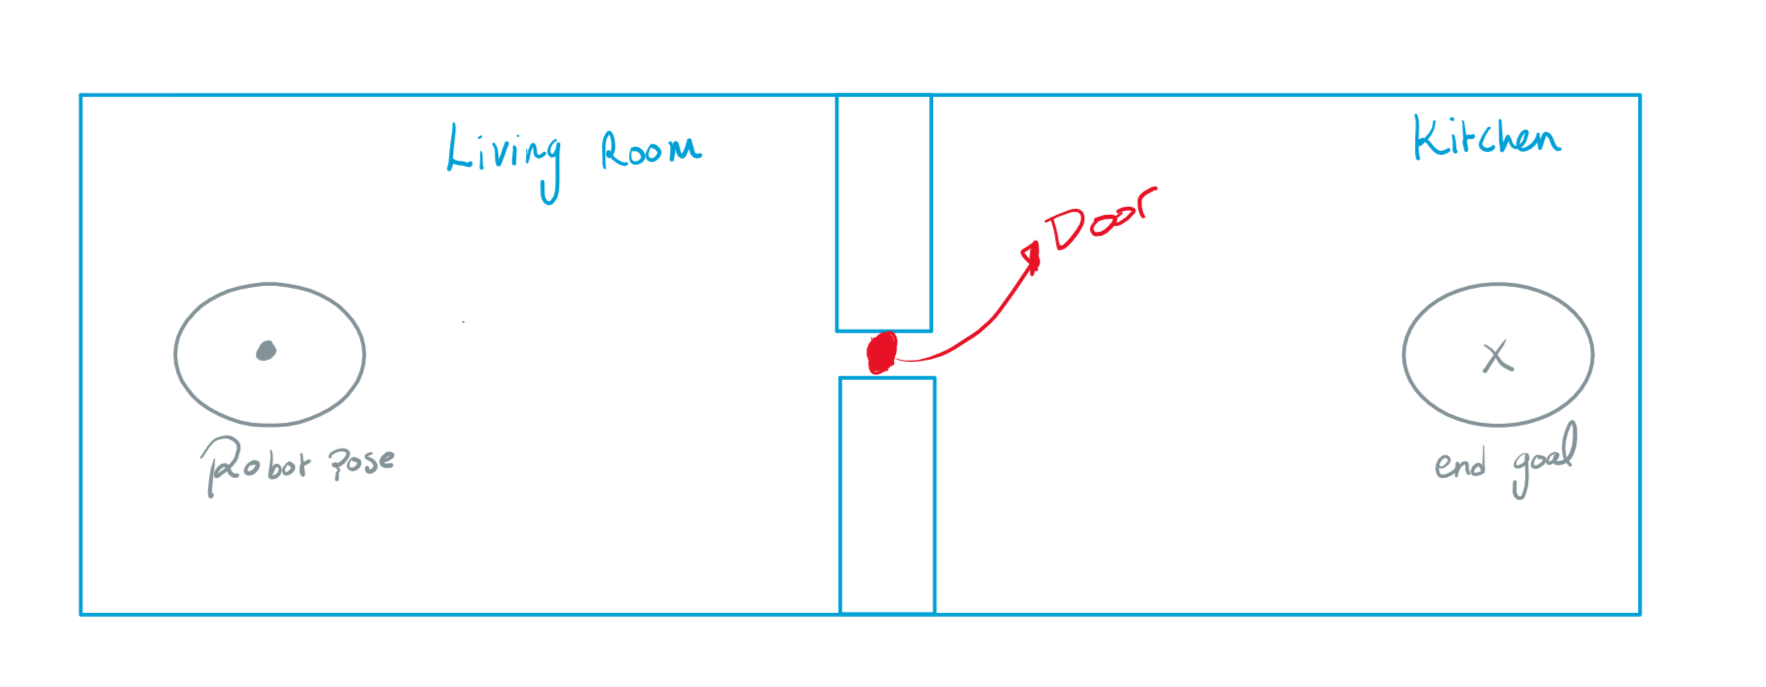 Living Room
Kitchen
Door
Robot pose
end goal